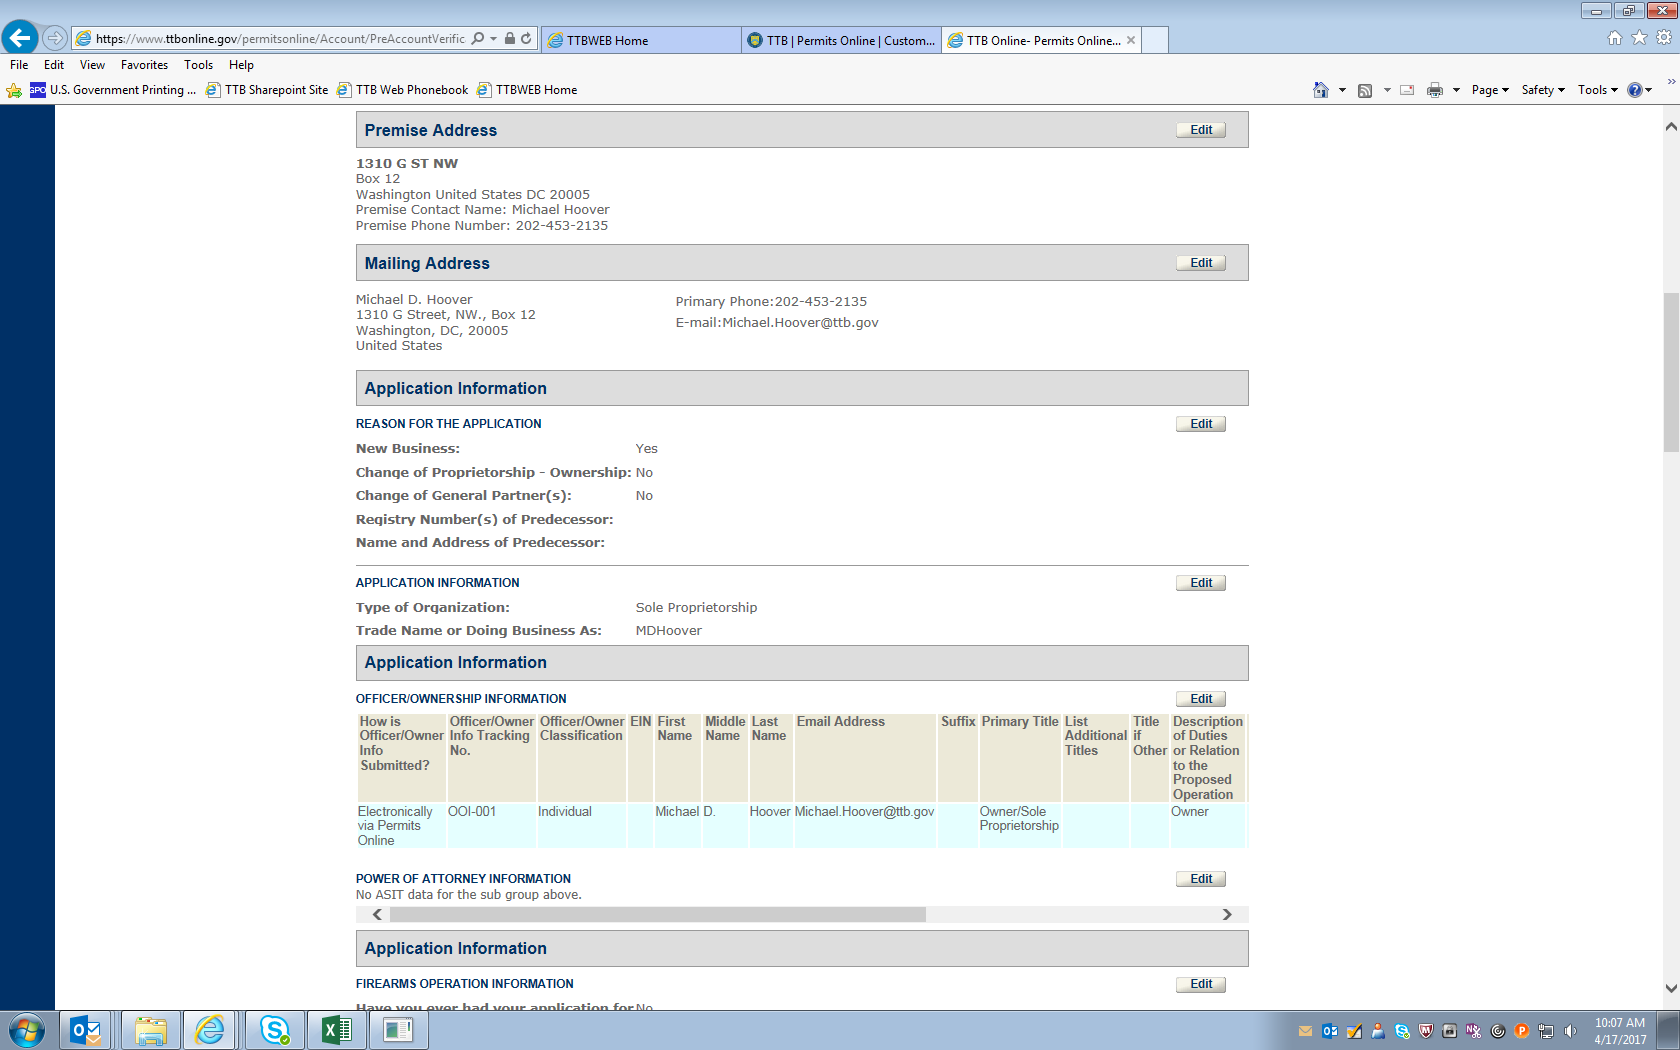 https://www.ttbonline.gov/permitsonline/Account/PreAccountVerific
TTBWEB Home
TTB | Permits Online | Custom...
TTB Online- Permits Online...
File Edit View Favorites Tools Help
GPO U.S. Government Printing ... TTB Sharepoint Site TTB Web Phonebook TTBWEB Home
Page Safety Tools
Premise Address Edit
1310 G ST NW
Box 12
Washington United States DC 20005
Premise Contact Name: Michael Hoover
Premise Phone Number: 202-453-2135
Mailing Address Edit
Michael D. Hoover
1310 G Street, NW., Box 12
Washington, DC, 20005
United States
Primary Phone:202-453-2135
E-mail:Michael.Hoover@ttb.gov
Application Information
REASON FOR THE APPLICATION Edit
New Business: Yes
Change of Proprietorship - Ownership: No
Change of General Partner(s): No
Registry Number(s) of Predecessor:
Name and Address of Predecessor:
APPLICATION INFORMATION Edit
Type of Organization: Sole Proprietorship
Trade Name or Doing Business As: MDHoover
Application Information
OFFICER/OWNERSHIP INFORMATION Edit
How is Officer/Owner Info Submitted?
Officer/Owner Info Tracking No.
Officer/Owner Classification
EIN
First Name
Middle Name
Last Name
Email Address
Suffix
Primary Title
List Additional Titles
Title if Other
Description of Duties or Relation to the Proposed Operation
Electronically via Permits Online
OOI-001
Individual
Michael
D.
Hoover
Michael.Hoover@ttb.gov
Owner/Sole Proprietorship
Owner
POWER OF ATTORNEY INFORMATION Edit
No ASIT data for the sub group above.
Application Information
FIREARMS OPERATION INFORMATION Edit
Have you ever had your application for No
10:07 AM
4/17/2017